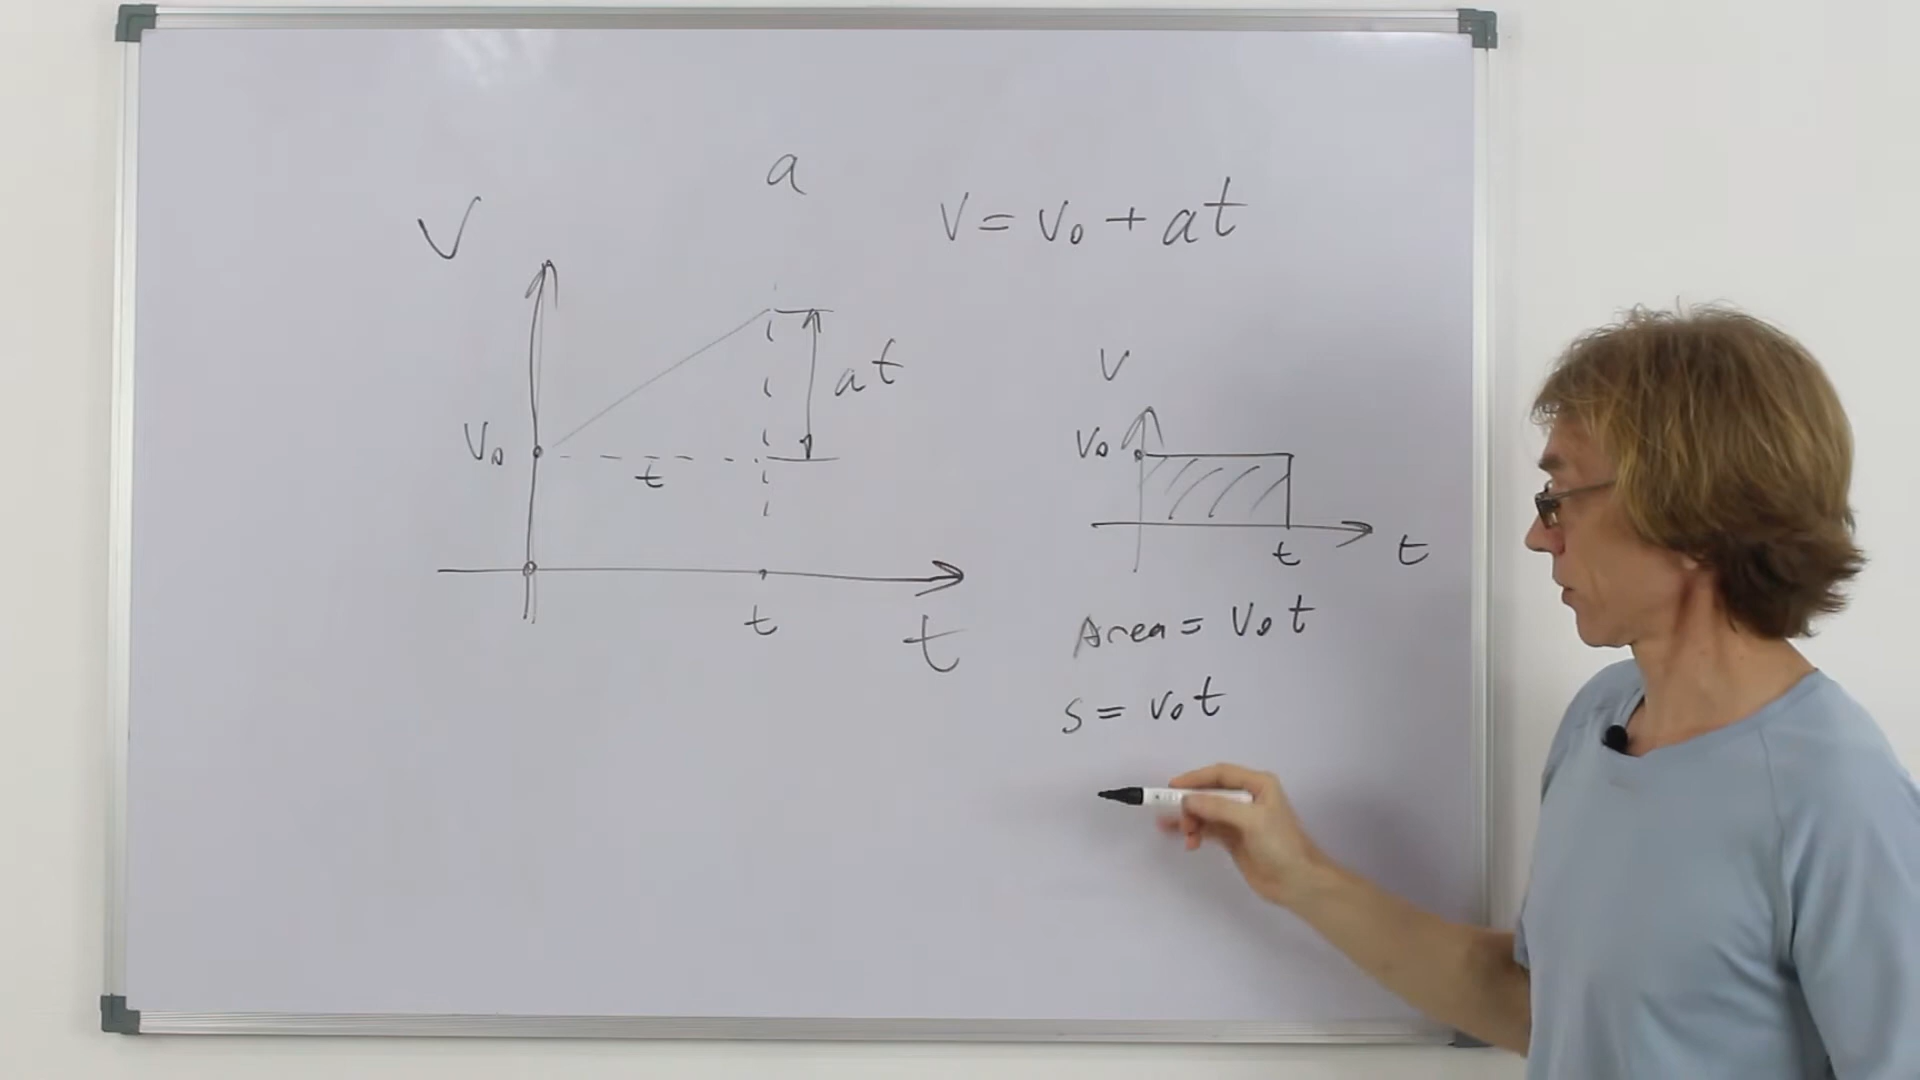 a
V
V = V₀ + at
at
V
V₀
V₀
t
t
t
t
t
Area = V₀ t
S = V₀ t